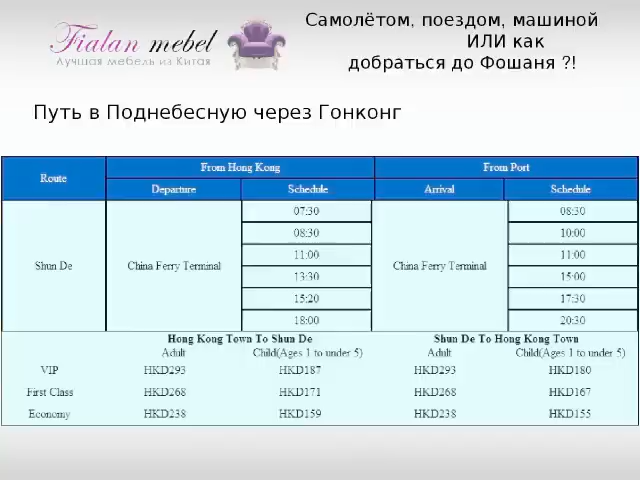 Fialan mebel
Лучшая мебель из Китая
Самолётом, поездом, машиной
ИЛИ как
добраться до Фошаня ?!
Путь в Поднебесную через Гонконг
Route From Hong Kong From Port
Departure Schedule Arrival Schedule
Shun De China Ferry Terminal China Ferry Terminal
07:30 08:30
08:30 10:00
11:00 11:00
13:30 15:00
15:20 17:30
18:00 20:30
Hong Kong Town To Shun De Shun De To Hong Kong Town
Adult Child(Ages 1 to under 5) Adult Child(Ages 1 to under 5)
VIP HKD293 HKD187 HKD293 HKD180
First Class HKD268 HKD171 HKD268 HKD167
Economy HKD238 HKD159 HKD238 HKD155